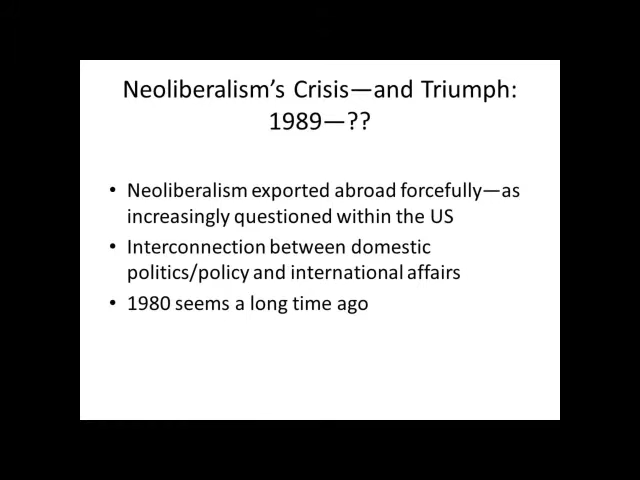 Neoliberalism's Crisis—and Triumph:
1989—??
• Neoliberalism exported abroad forcefully—as
increasingly questioned within the US
• Interconnection between domestic
politics/policy and international affairs
• 1980 seems a long time ago